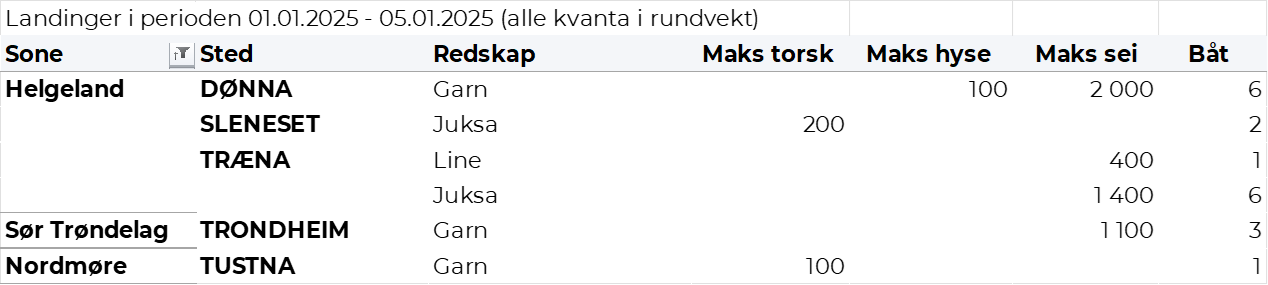 Landinger i perioden 01.01.2025 - 05.01.2025 (alle kvanta i rundvekt)
Sone Sted Redskap Maks torsk Maks hyse Maks sei Båt
Helgeland DØNNA Garn 100 2 000 6
SLENESET Juksa 200 2
TRÆNA Line 400 1
Juksa 1 400 6
Sør Trøndelag TRONDHEIM Garn 1 100 3
Nordmøre TUSTNA Garn 100 1